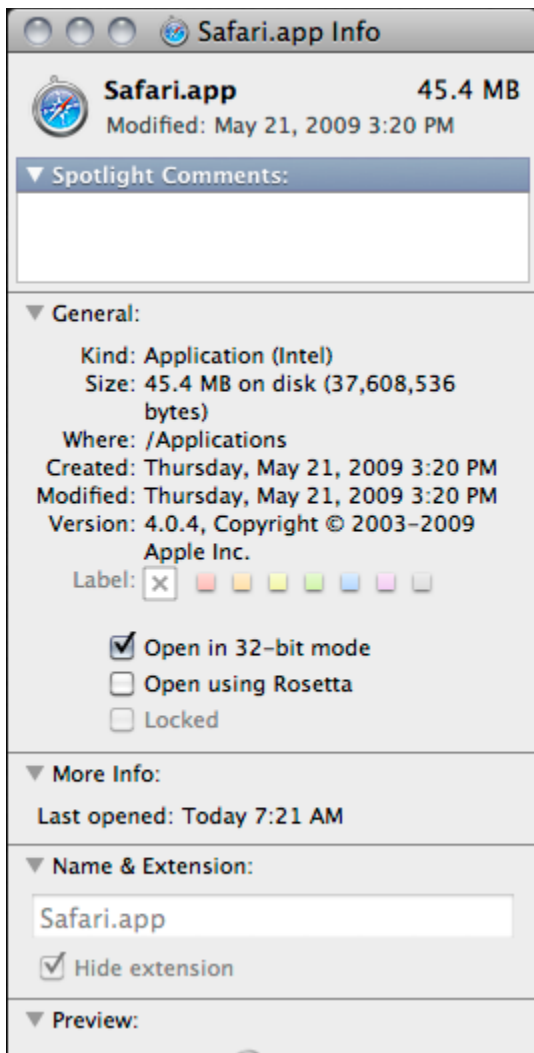 Safari.app Info
Safari.app 45.4 MB
Modified: May 21, 2009 3:20 PM
Spotlight Comments:
General:
Kind: Application (Intel)
Size: 45.4 MB on disk (37,608,536
bytes)
Where: /Applications
Created: Thursday, May 21, 2009 3:20 PM
Modified: Thursday, May 21, 2009 3:20 PM
Version: 4.0.4, Copyright © 2003–2009
Apple Inc.
Label:
Open in 32–bit mode
Open using Rosetta
Locked
More Info:
Last opened: Today 7:21 AM
Name & Extension:
Safari.app
Hide extension
Preview: